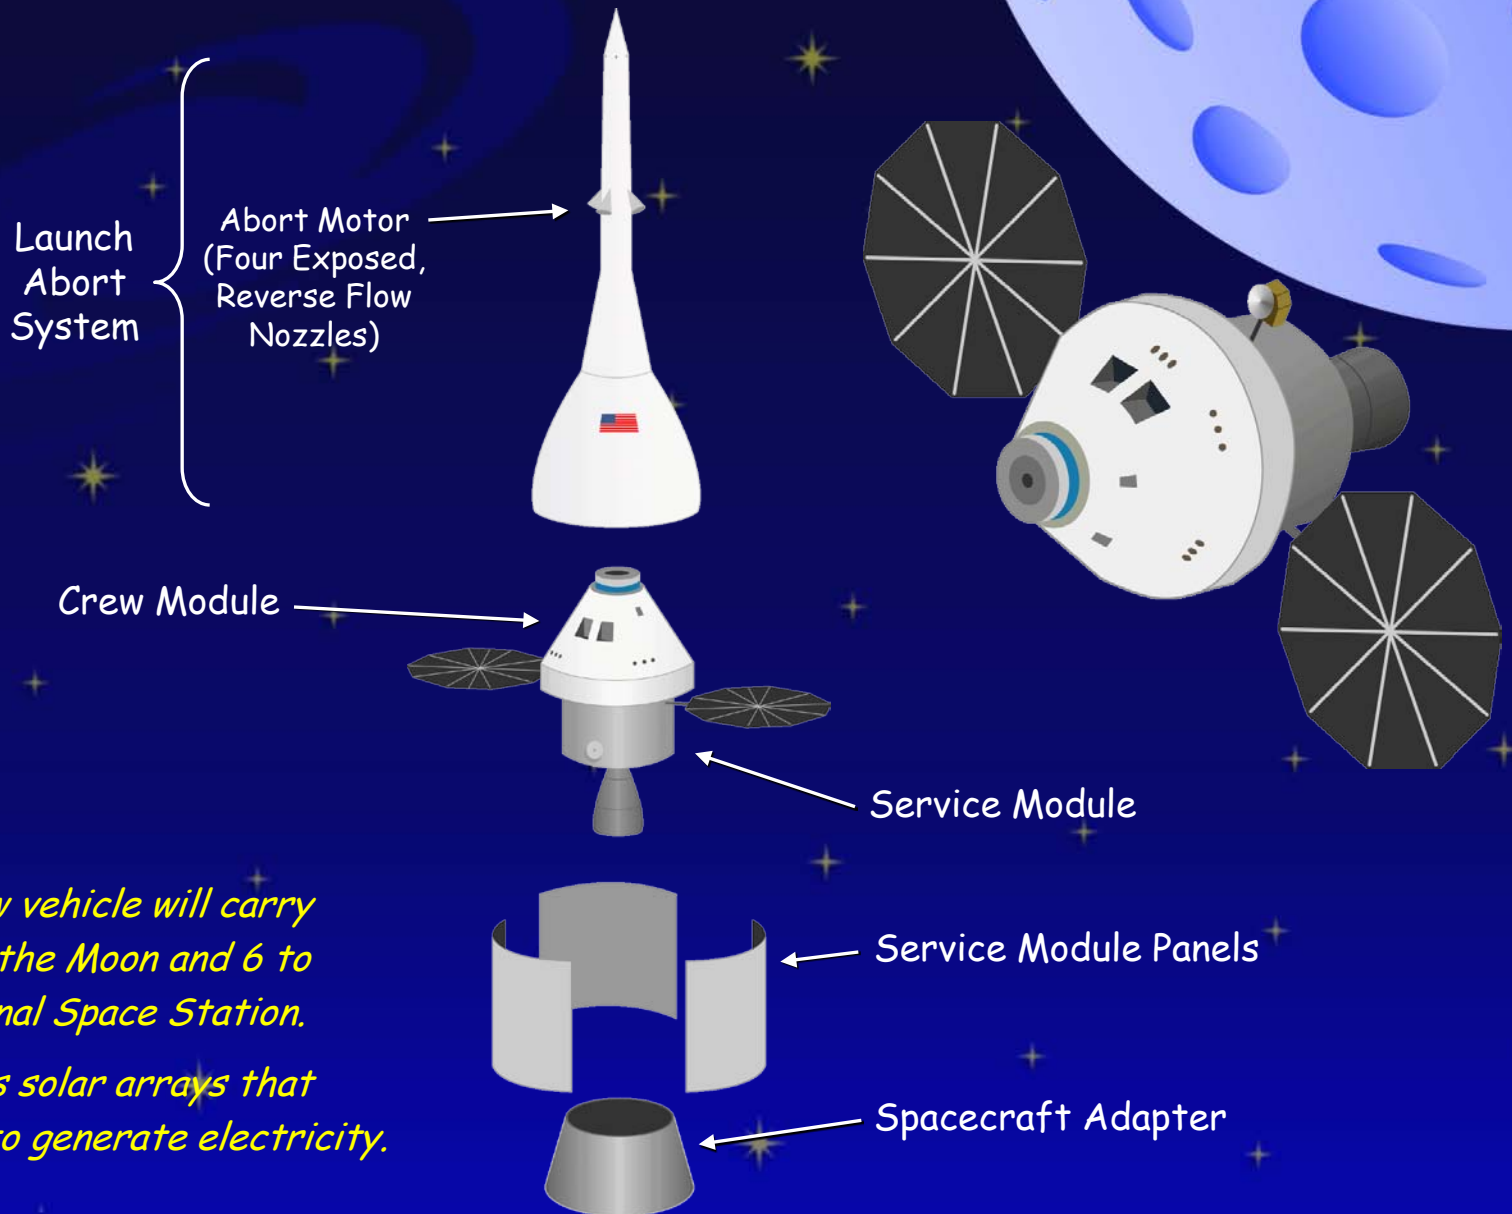 Launch
Abort
System
Abort Motor
(Four Exposed,
Reverse Flow
Nozzles)
Crew Module
Service Module
Service Module Panels
Spacecraft Adapter
vehicle will carry
the Moon and 6 to
Space Station.
solar arrays that
to generate electricity.